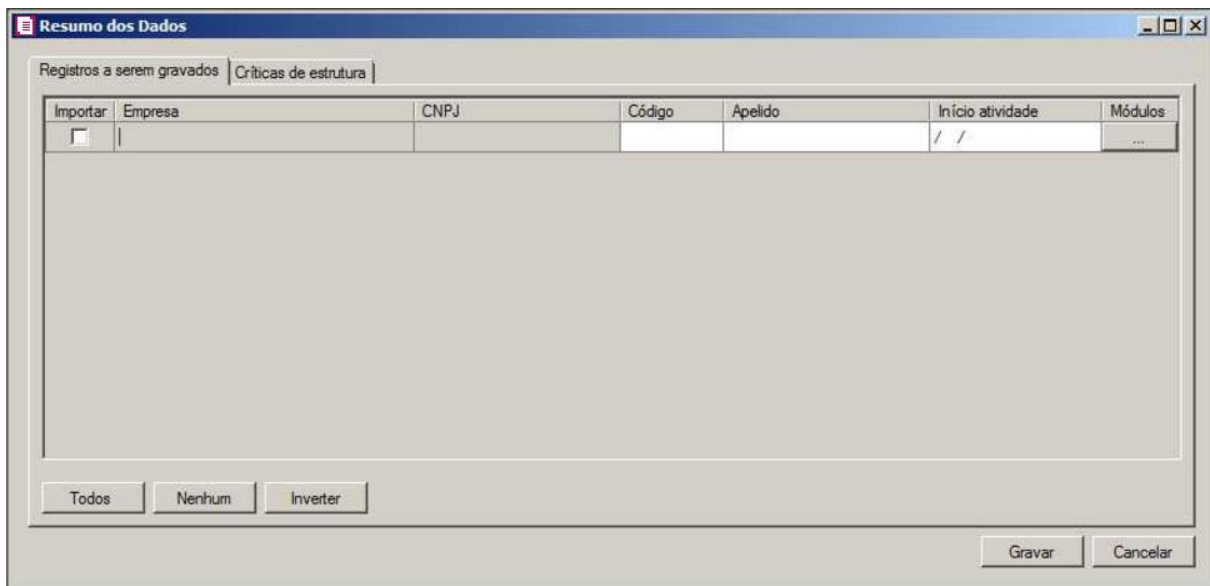 Resumo dos Dados
Registros a serem gravados Críticas de estrutura
Importar Empresa CNPJ Código Apelido Início atividade Módulos
/ / ...
Todos Nenhum Inverter
Gravar Cancelar